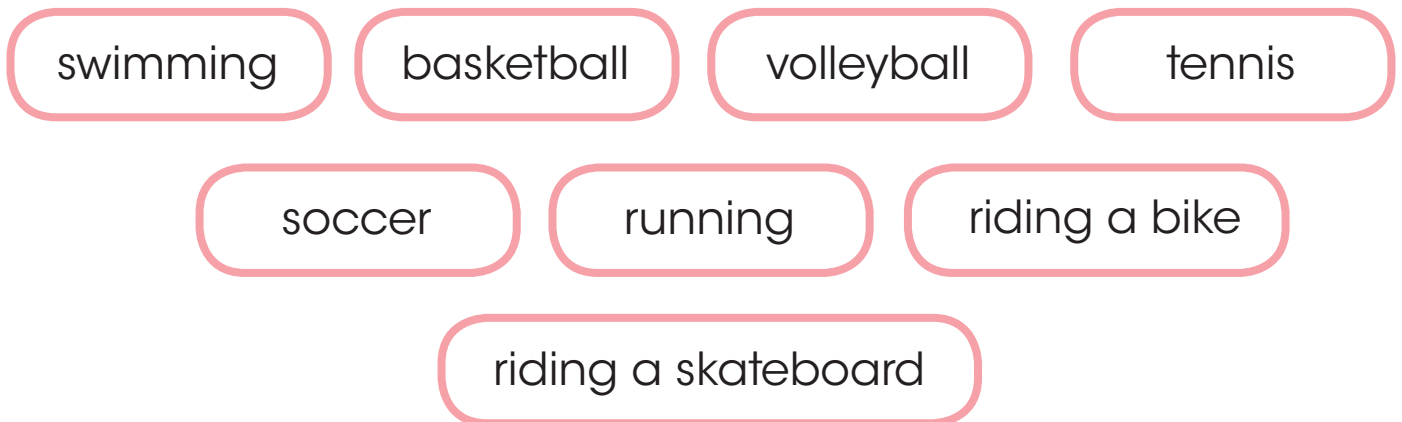 swimming basketball volleyball tennis
soccer running riding a bike
riding a skateboard